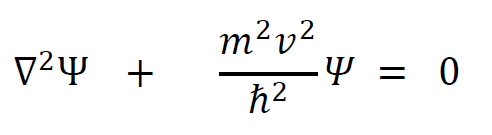 ∇²Ψ + m²v²/ħ² Ψ = 0